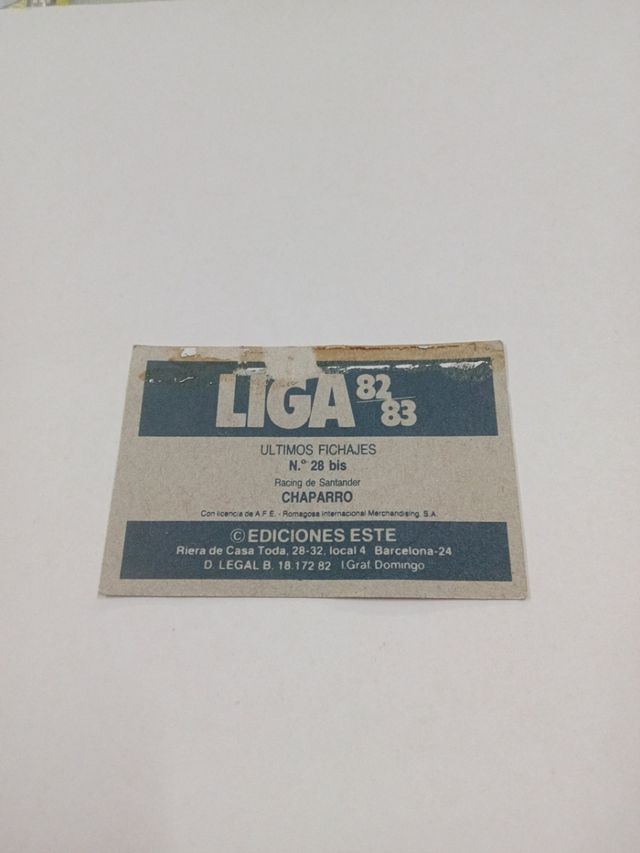 LIGA 82 83
ULTIMOS FICHAJES
N.º 28 bis
Racing de Santander
CHAPARRO
Con licencia de A.F.E. - Romagosa Internacional Merchandising. S.A.
© EDICIONES ESTE
Riera de Casa Toda, 28-32, local 4 Barcelona-24
D. LEGAL B. 18.172 82 I.Graf. Domingo